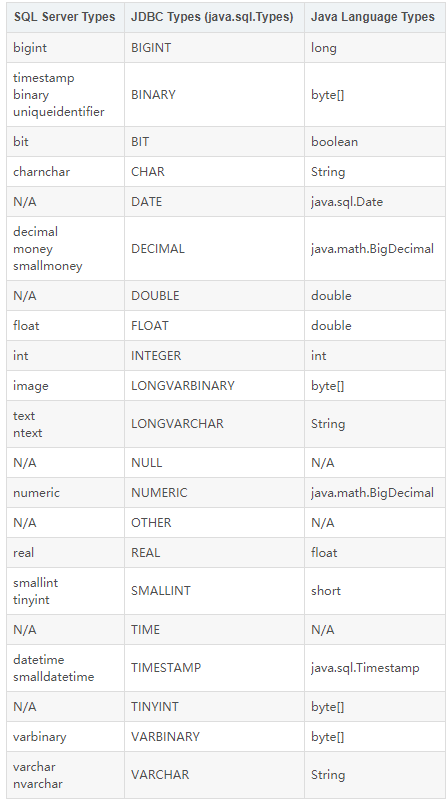 SQL Server Types JDBC Types (java.sql.Types) Java Language Types
bigint BIGINT long
timestamp
binary BINARY byte[]
uniqueidentifier
bit BIT boolean
charnchar CHAR String
N/A DATE java.sql.Date
decimal
money DECIMAL java.math.BigDecimal
smallmoney
N/A DOUBLE double
float FLOAT double
int INTEGER int
image LONGVARBINARY byte[]
text
ntext LONGVARCHAR String
N/A NULL N/A
numeric NUMERIC java.math.BigDecimal
N/A OTHER N/A
real REAL float
smallint
tinyint SMALLINT short
N/A TIME N/A
datetime
smalldatetime TIMESTAMP java.sql.Timestamp
N/A TINYINT byte[]
varbinary VARBINARY byte[]
varchar
nvarchar VARCHAR String